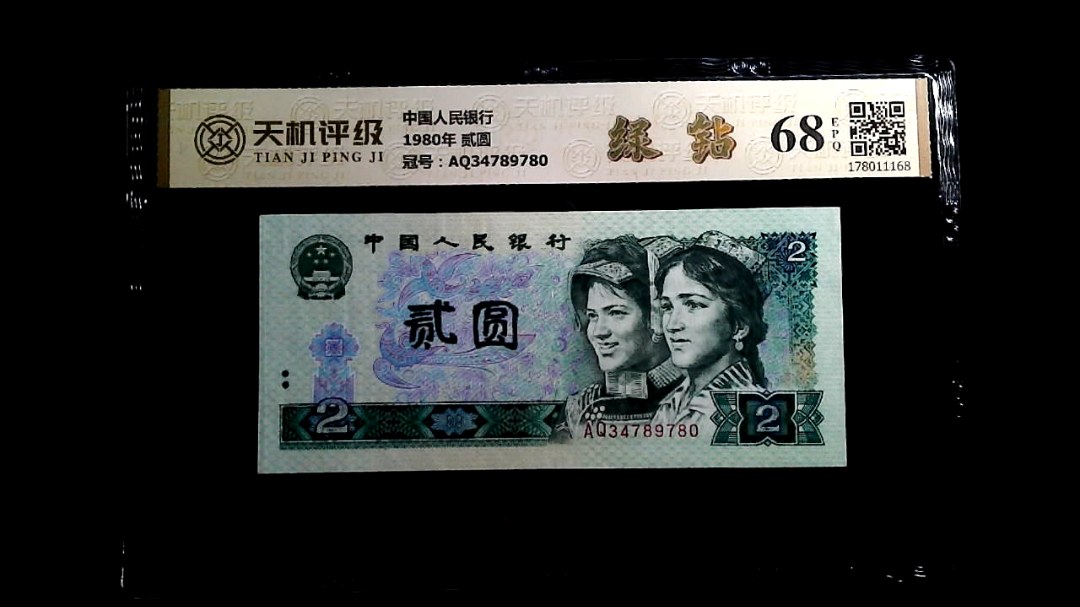 天机评级
TIAN JI PING JI
中国人民银行
1980年 贰圆
冠号：AQ34789780
绿 钻
68
EPQ
178011168
中国人民银行
2
贰圆
2
AQ34789780
2